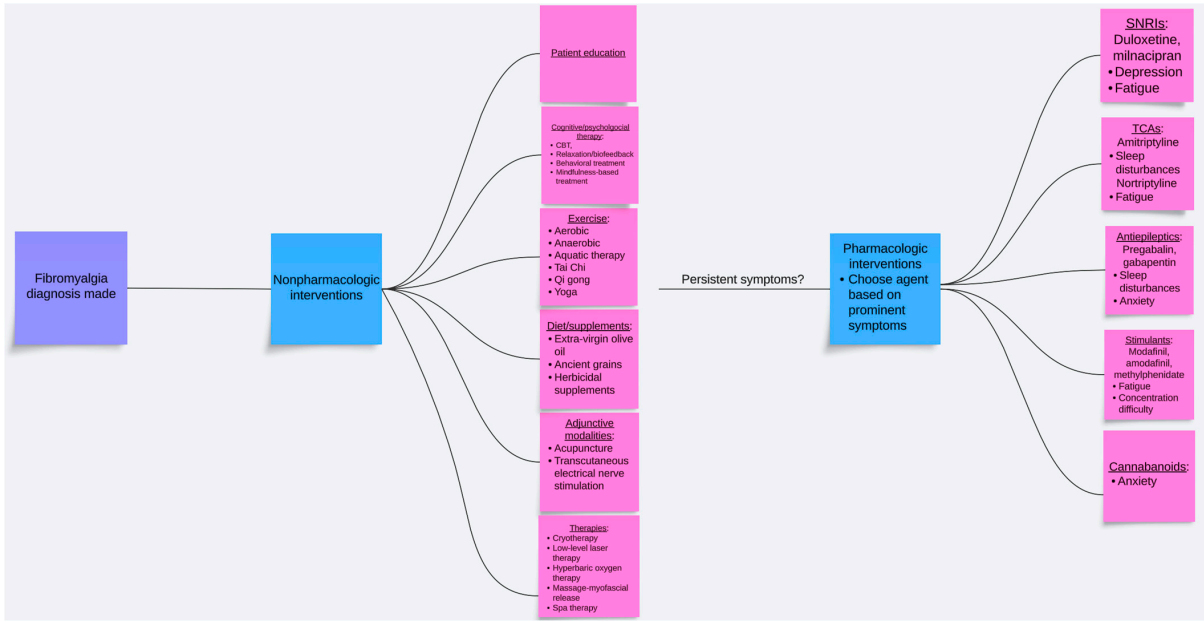 Fibromyalgia
diagnosis made
Nonpharmacologic
interventions
Patient education
Cognitive/psycholgocial
therapy:
• CBT,
• Relaxation/biofeedback
• Behavioral treatment
• Mindfulness-based
treatment
Exercise:
• Aerobic
• Anaerobic
• Aquatic therapy
• Tai Chi
• Qi gong
• Yoga
Diet/supplements:
• Extra-virgin olive
oil
• Ancient grains
• Herbicidal
supplements
Adjunctive
modalities:
• Acupuncture
• Transcutaneous
electrical nerve
stimulation
Therapies:
• Cryotherapy
• Low-level laser
therapy
• Hyperbaric oxygen
therapy
• Massage-myofascial
release
• Spa therapy
Persistent symptoms?
Pharmacologic
interventions
• Choose agent
based on
prominent
symptoms
SNRIs:
Duloxetine,
milnacipran
• Depression
• Fatigue
TCAs:
Amitriptyline
• Sleep
disturbances
Nortriptyline
• Fatigue
Antiepileptics:
Pregabalin,
gabapentin
• Sleep
disturbances
• Anxiety
Stimulants:
Modafinil,
amodafinil,
methylphenidate
• Fatigue
• Concentration
difficulty
Cannabanoids:
• Anxiety